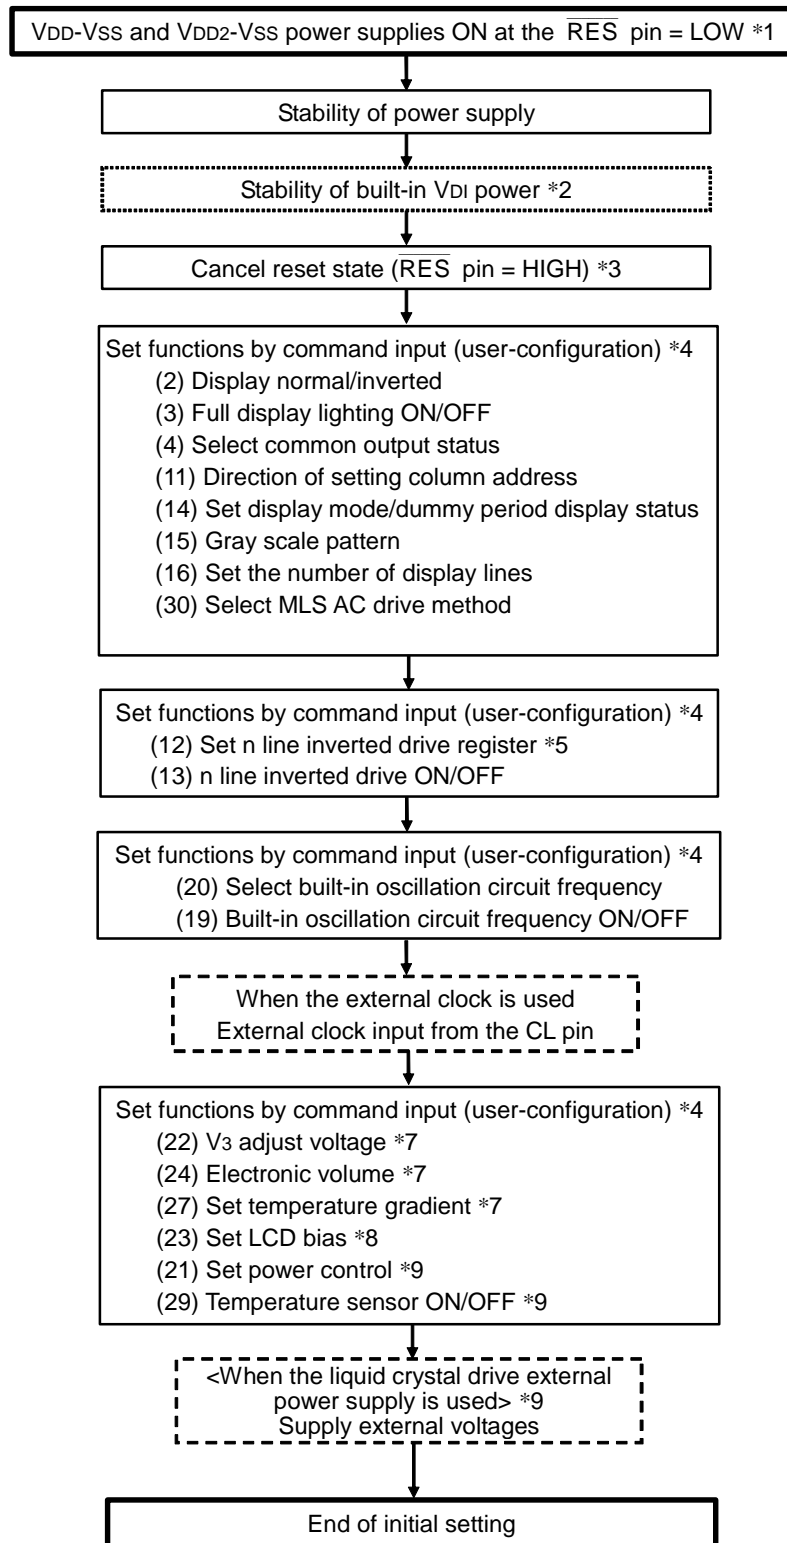 VDD-VSS and VDD2-VSS power supplies ON at the RES pin = LOW *1
Stability of power supply
Stability of built-in VDI power *2
Cancel reset state (RES pin = HIGH) *3
Set functions by command input (user-configuration) *4
(2) Display normal/inverted
(3) Full display lighting ON/OFF
(4) Select common output status
(11) Direction of setting column address
(14) Set display mode/dummy period display status
(15) Gray scale pattern
(16) Set the number of display lines
(30) Select MLS AC drive method
Set functions by command input (user-configuration) *4
(12) Set n line inverted drive register *5
(13) n line inverted drive ON/OFF
Set functions by command input (user-configuration) *4
(20) Select built-in oscillation circuit frequency
(19) Built-in oscillation circuit frequency ON/OFF
When the external clock is used
External clock input from the CL pin
Set functions by command input (user-configuration) *4
(22) V3 adjust voltage *7
(24) Electronic volume *7
(27) Set temperature gradient *7
(23) Set LCD bias *8
(21) Set power control *9
(29) Temperature sensor ON/OFF *9
<When the liquid crystal drive external
power supply is used> *9
Supply external voltages
End of initial setting